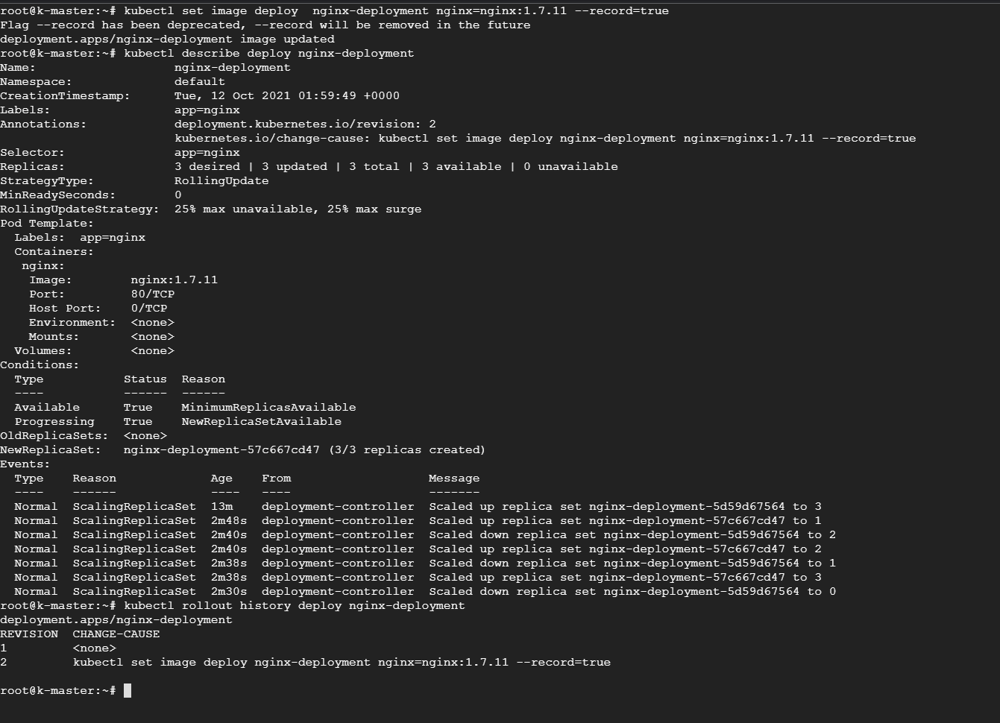 root@k-master:~# kubectl set image deploy  nginx-deployment nginx=nginx:1.7.11 --record=true
Flag --record has been deprecated, --record will be removed in the future
deployment.apps/nginx-deployment image updated
root@k-master:~# kubectl describe deploy nginx-deployment
Name:                   nginx-deployment
Namespace:              default
CreationTimestamp:      Tue, 12 Oct 2021 01:59:49 +0000
Labels:                 app=nginx
Annotations:            deployment.kubernetes.io/revision: 2
                        kubernetes.io/change-cause: kubectl set image deploy nginx-deployment nginx=nginx:1.7.11 --record=true
Selector:               app=nginx
Replicas:               3 desired | 3 updated | 3 total | 3 available | 0 unavailable
StrategyType:           RollingUpdate
MinReadySeconds:        0
RollingUpdateStrategy:  25% max unavailable, 25% max surge
Pod Template:
  Labels:  app=nginx
  Containers:
   nginx:
    Image:        nginx:1.7.11
    Port:         80/TCP
    Host Port:    0/TCP
    Environment:  <none>
    Mounts:       <none>
  Volumes:        <none>
Conditions:
  Type           Status  Reason
  ----           ------  ------
  Available      True    MinimumReplicasAvailable
  Progressing    True    NewReplicaSetAvailable
OldReplicaSets:  <none>
NewReplicaSet:   nginx-deployment-57c667cd47 (3/3 replicas created)
Events:
  Type    Reason             Age    From                   Message
  ----    ------             ----   ----                   -------
  Normal  ScalingReplicaSet  13m    deployment-controller  Scaled up replica set nginx-deployment-5d59d67564 to 3
  Normal  ScalingReplicaSet  2m48s  deployment-controller  Scaled up replica set nginx-deployment-57c667cd47 to 1
  Normal  ScalingReplicaSet  2m40s  deployment-controller  Scaled down replica set nginx-deployment-5d59d67564 to 2
  Normal  ScalingReplicaSet  2m40s  deployment-controller  Scaled up replica set nginx-deployment-57c667cd47 to 2
  Normal  ScalingReplicaSet  2m38s  deployment-controller  Scaled down replica set nginx-deployment-5d59d67564 to 1
  Normal  ScalingReplicaSet  2m38s  deployment-controller  Scaled up replica set nginx-deployment-57c667cd47 to 3
  Normal  ScalingReplicaSet  2m30s  deployment-controller  Scaled down replica set nginx-deployment-5d59d67564 to 0
root@k-master:~# kubectl rollout history deploy nginx-deployment
deployment.apps/nginx-deployment
REVISION  CHANGE-CAUSE
1         <none>
2         kubectl set image deploy nginx-deployment nginx=nginx:1.7.11 --record=true
root@k-master:~#